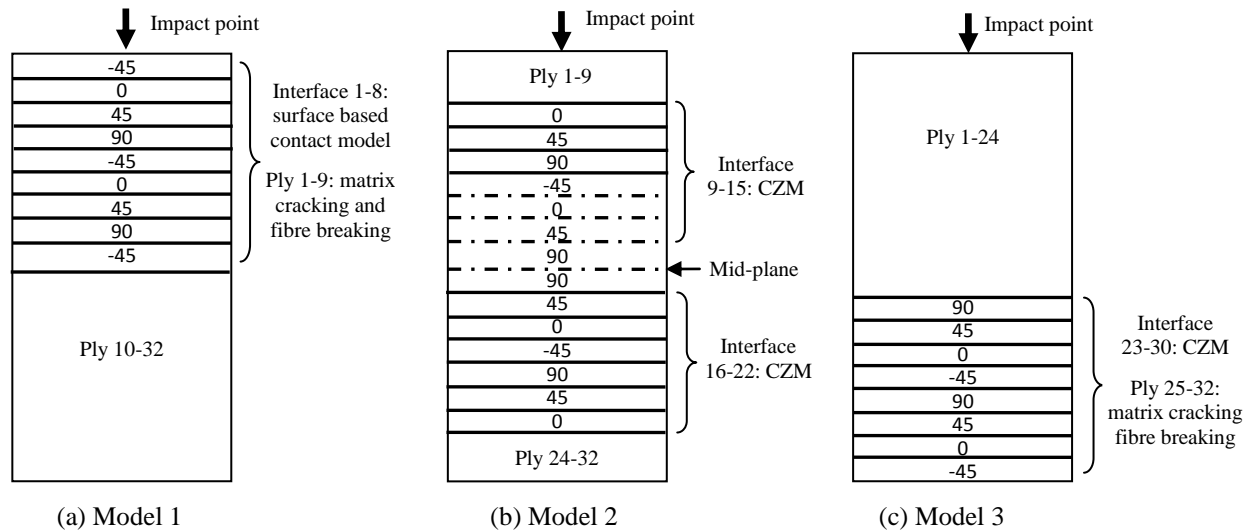 Impact point
-45
0
45
90
-45
0
45
90
-45
Ply 10-32
Interface 1-8:
surface based
contact model
Ply 1-9: matrix
cracking and
fibre breaking
(a) Model 1
Impact point
Ply 1-9
0
45
90
-45
0
45
90
90
45
0
-45
90
45
0
Ply 24-32
Interface
9-15: CZM
Mid-plane
Interface
16-22: CZM
(b) Model 2
Impact point
Ply 1-24
90
45
0
-45
90
45
0
-45
Interface
23-30: CZM
Ply 25-32:
matrix cracking
fibre breaking
(c) Model 3